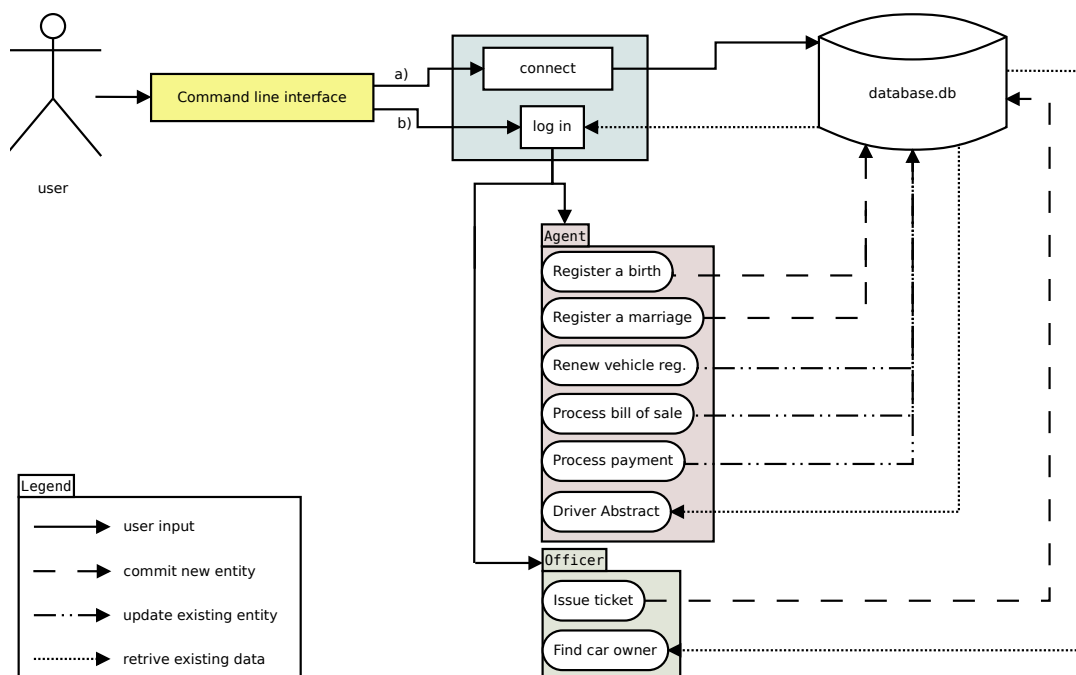 user
Command line interface
a)
b)
connect
log in
database.db
Agent
Register a birth
Register a marriage
Renew vehicle reg.
Process bill of sale
Process payment
Driver Abstract
Officer
Issue ticket
Find car owner
Legend
user input
commit new entity
update existing entity
retrive existing data